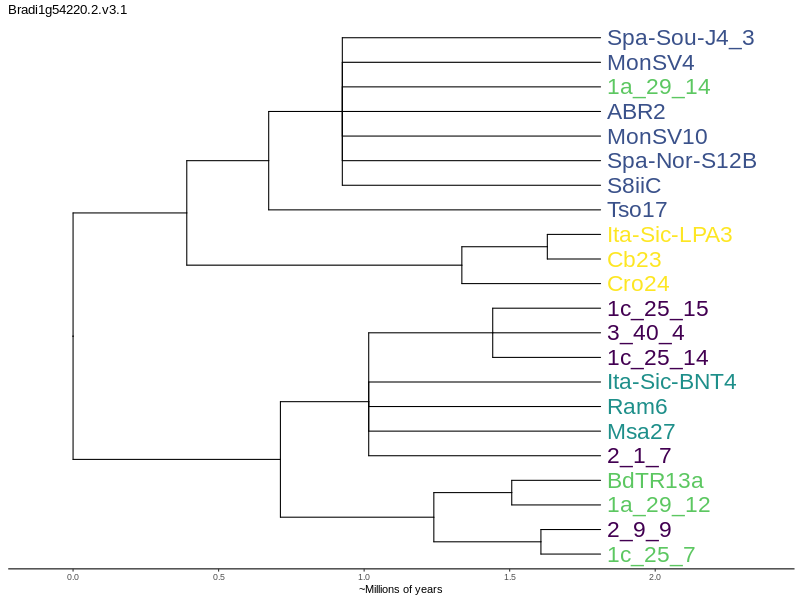 Bradi1g54220.2.v3.1
Spa-Sou-J4_3
MonSV4
1a_29_14
ABR2
MonSV10
Spa-Nor-S12B
S8iiC
Tso17
Ita-Sic-LPA3
Cb23
Cro24
1c_25_15
3_40_4
1c_25_14
Ita-Sic-BNT4
Ram6
Msa27
2_1_7
BdTR13a
1a_29_12
2_9_9
1c_25_7
0.0 0.5 1.0 1.5 2.0
~Millions of years